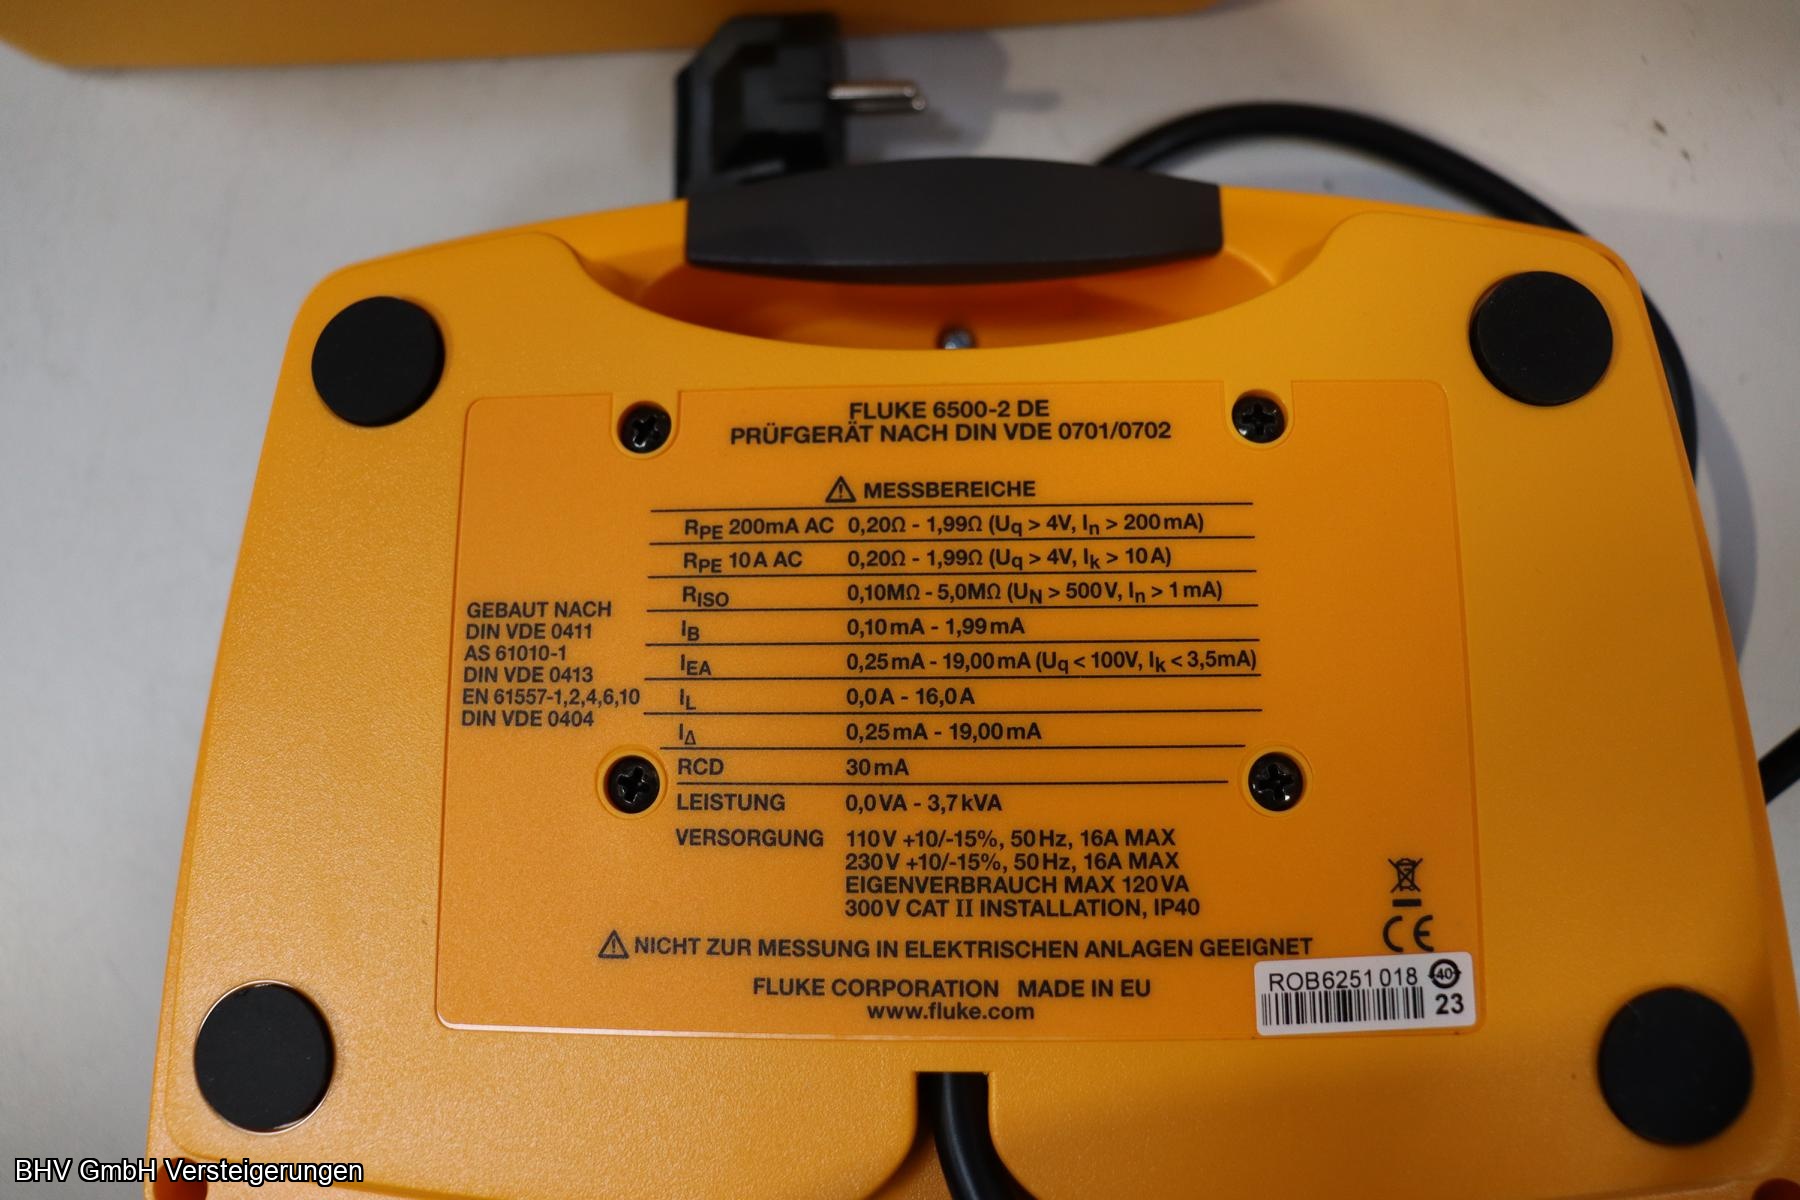 FLUKE 6500-2 DE
PRÜFGERÄT NACH DIN VDE 0701/0702
⚠ MESSBEREICHE
RPE 200mA AC 0,20Ω - 1,99Ω (Uq > 4V, In > 200mA)
RPE 10A AC 0,20Ω - 1,99Ω (Uq > 4V, Ik > 10A)
RISO 0,10MΩ - 5,0MΩ (UN > 500V, In > 1mA)
IB 0,10mA - 1,99mA
IEA 0,25mA - 19,00mA (Uq < 100V, Ik < 3,5mA)
IL 0,0A - 16,0A
IΔ 0,25mA - 19,00mA
RCD 30mA
LEISTUNG 0,0VA - 3,7kVA
VERSORGUNG 110V +10/-15%, 50Hz, 16A MAX
230V +10/-15%, 50Hz, 16A MAX
EIGENVERBRAUCH MAX 120VA
300V CAT II INSTALLATION, IP40
GEBAUT NACH
DIN VDE 0411
AS 61010-1
DIN VDE 0413
EN 61557-1,2,4,6,10
DIN VDE 0404
⚠ NICHT ZUR MESSUNG IN ELEKTRISCHEN ANLAGEN GEEIGNET
FLUKE CORPORATION MADE IN EU
www.fluke.com
CE
ROB6251018 40
23
BHV GmbH Versteigerungen